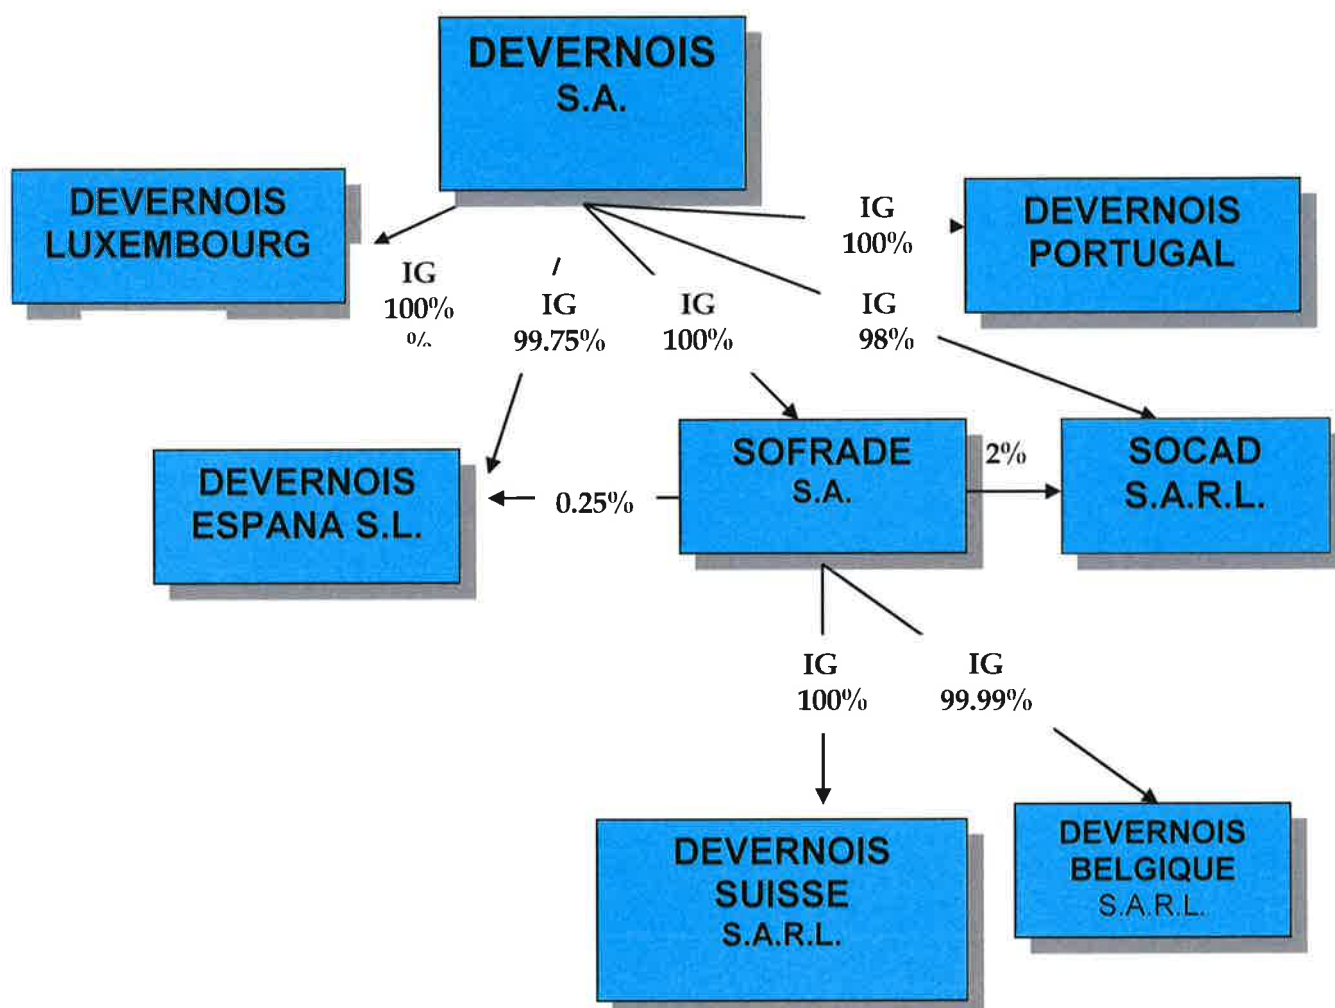 DEVERNOIS
S.A.
DEVERNOIS
LUXEMBOURG
DEVERNOIS
PORTUGAL
IG
100%
%
IG
99.75%
IG
100%
IG
98%
IG
100%
DEVERNOIS
ESPANA S.L.
0.25%
SOFRADE
S.A.
2%
SOCAD
S.A.R.L.
IG
100%
IG
99.99%
DEVERNOIS
SUISSE
S.A.R.L.
DEVERNOIS
BELGIQUE
S.A.R.L.